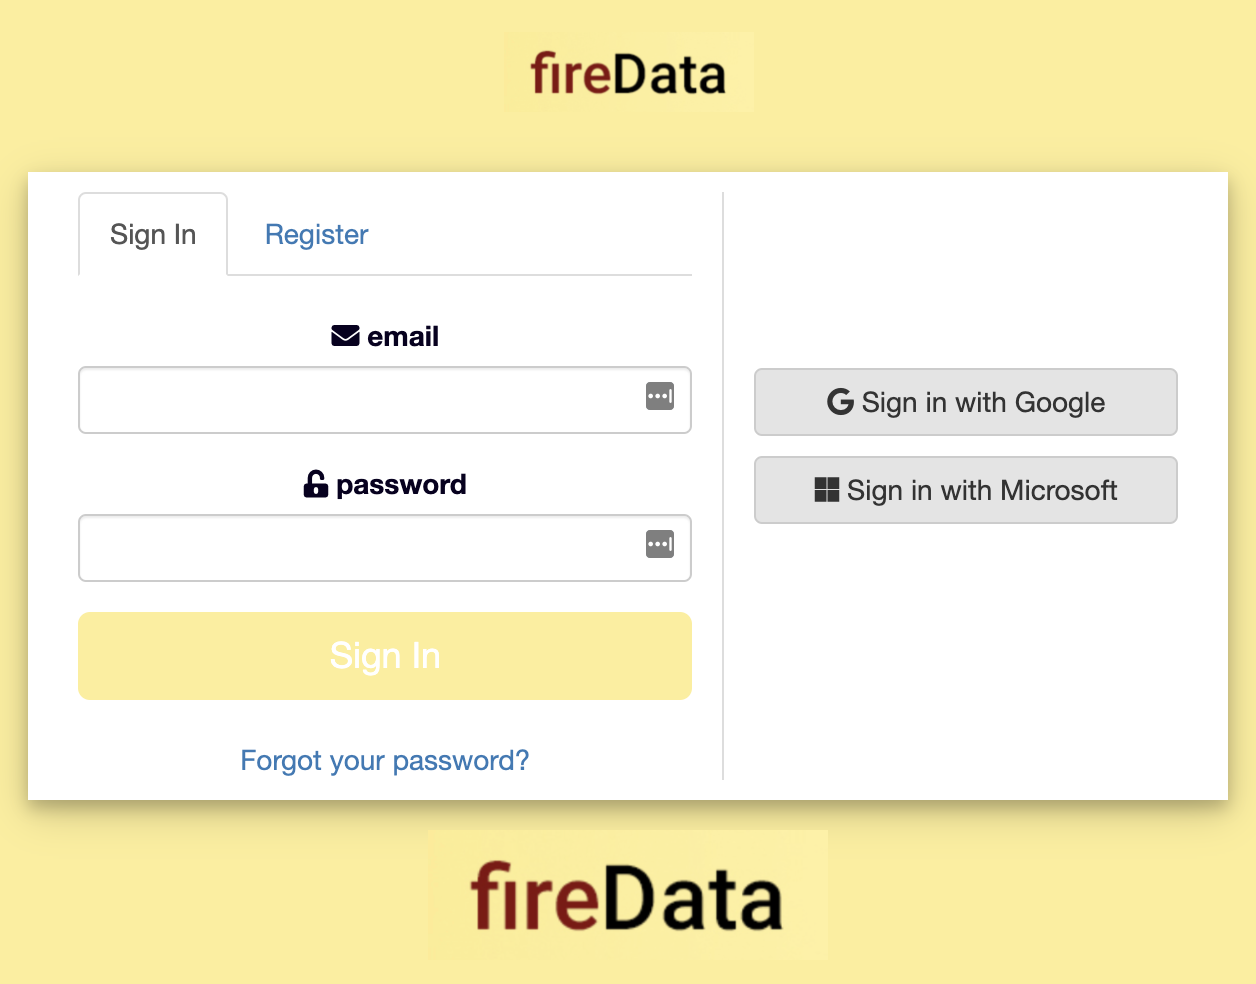 fireData
Sign In
Register
email
password
Sign In
Forgot your password?
Sign in with Google
Sign in with Microsoft
fireData